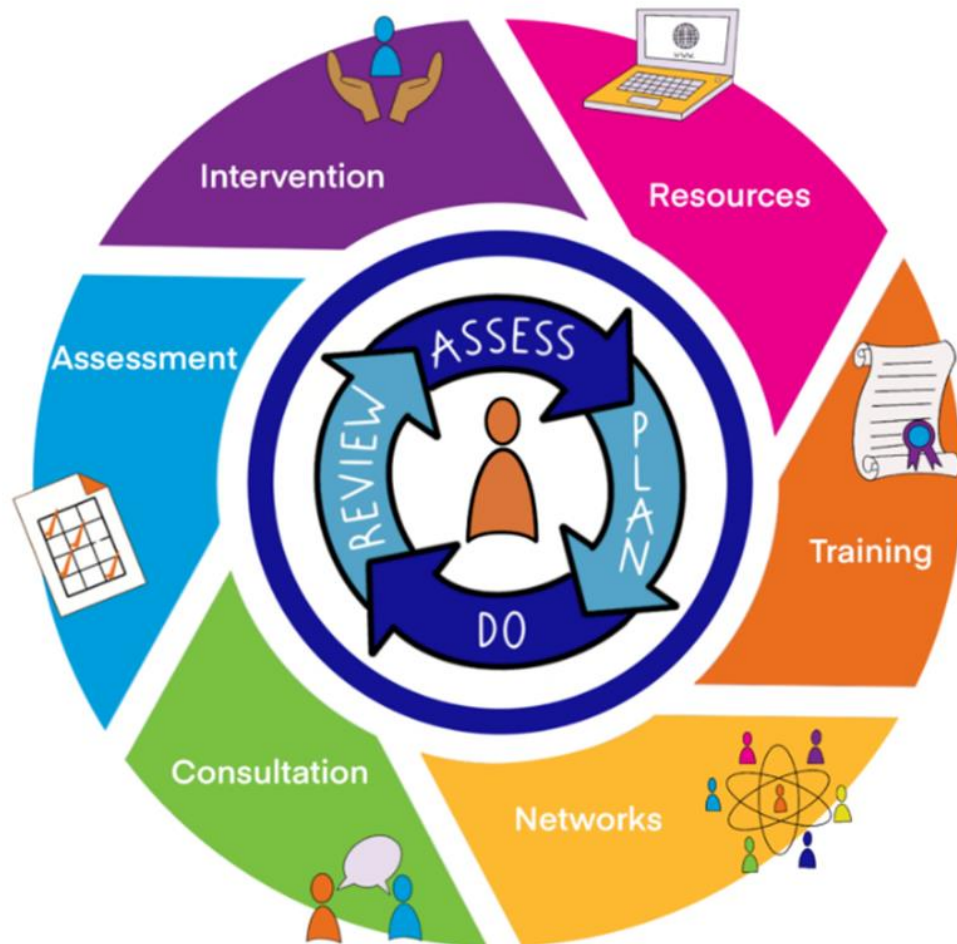 Intervention
Resources
Assessment
Training
Consultation
Networks
ASSESS
PLAN
DO
REVIEW